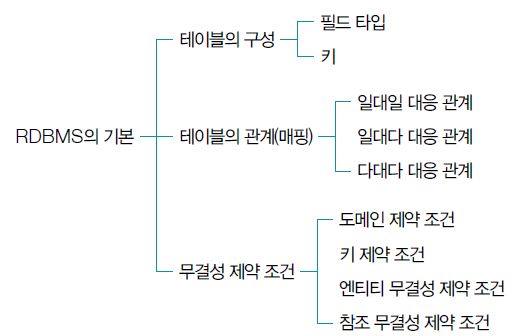 RDBMS의 기본
테이블의 구성
필드 타입
키
테이블의 관계(매핑)
일대일 대응 관계
일대다 대응 관계
다대다 대응 관계
무결성 제약 조건
도메인 제약 조건
키 제약 조건
엔티티 무결성 제약 조건
참조 무결성 제약 조건